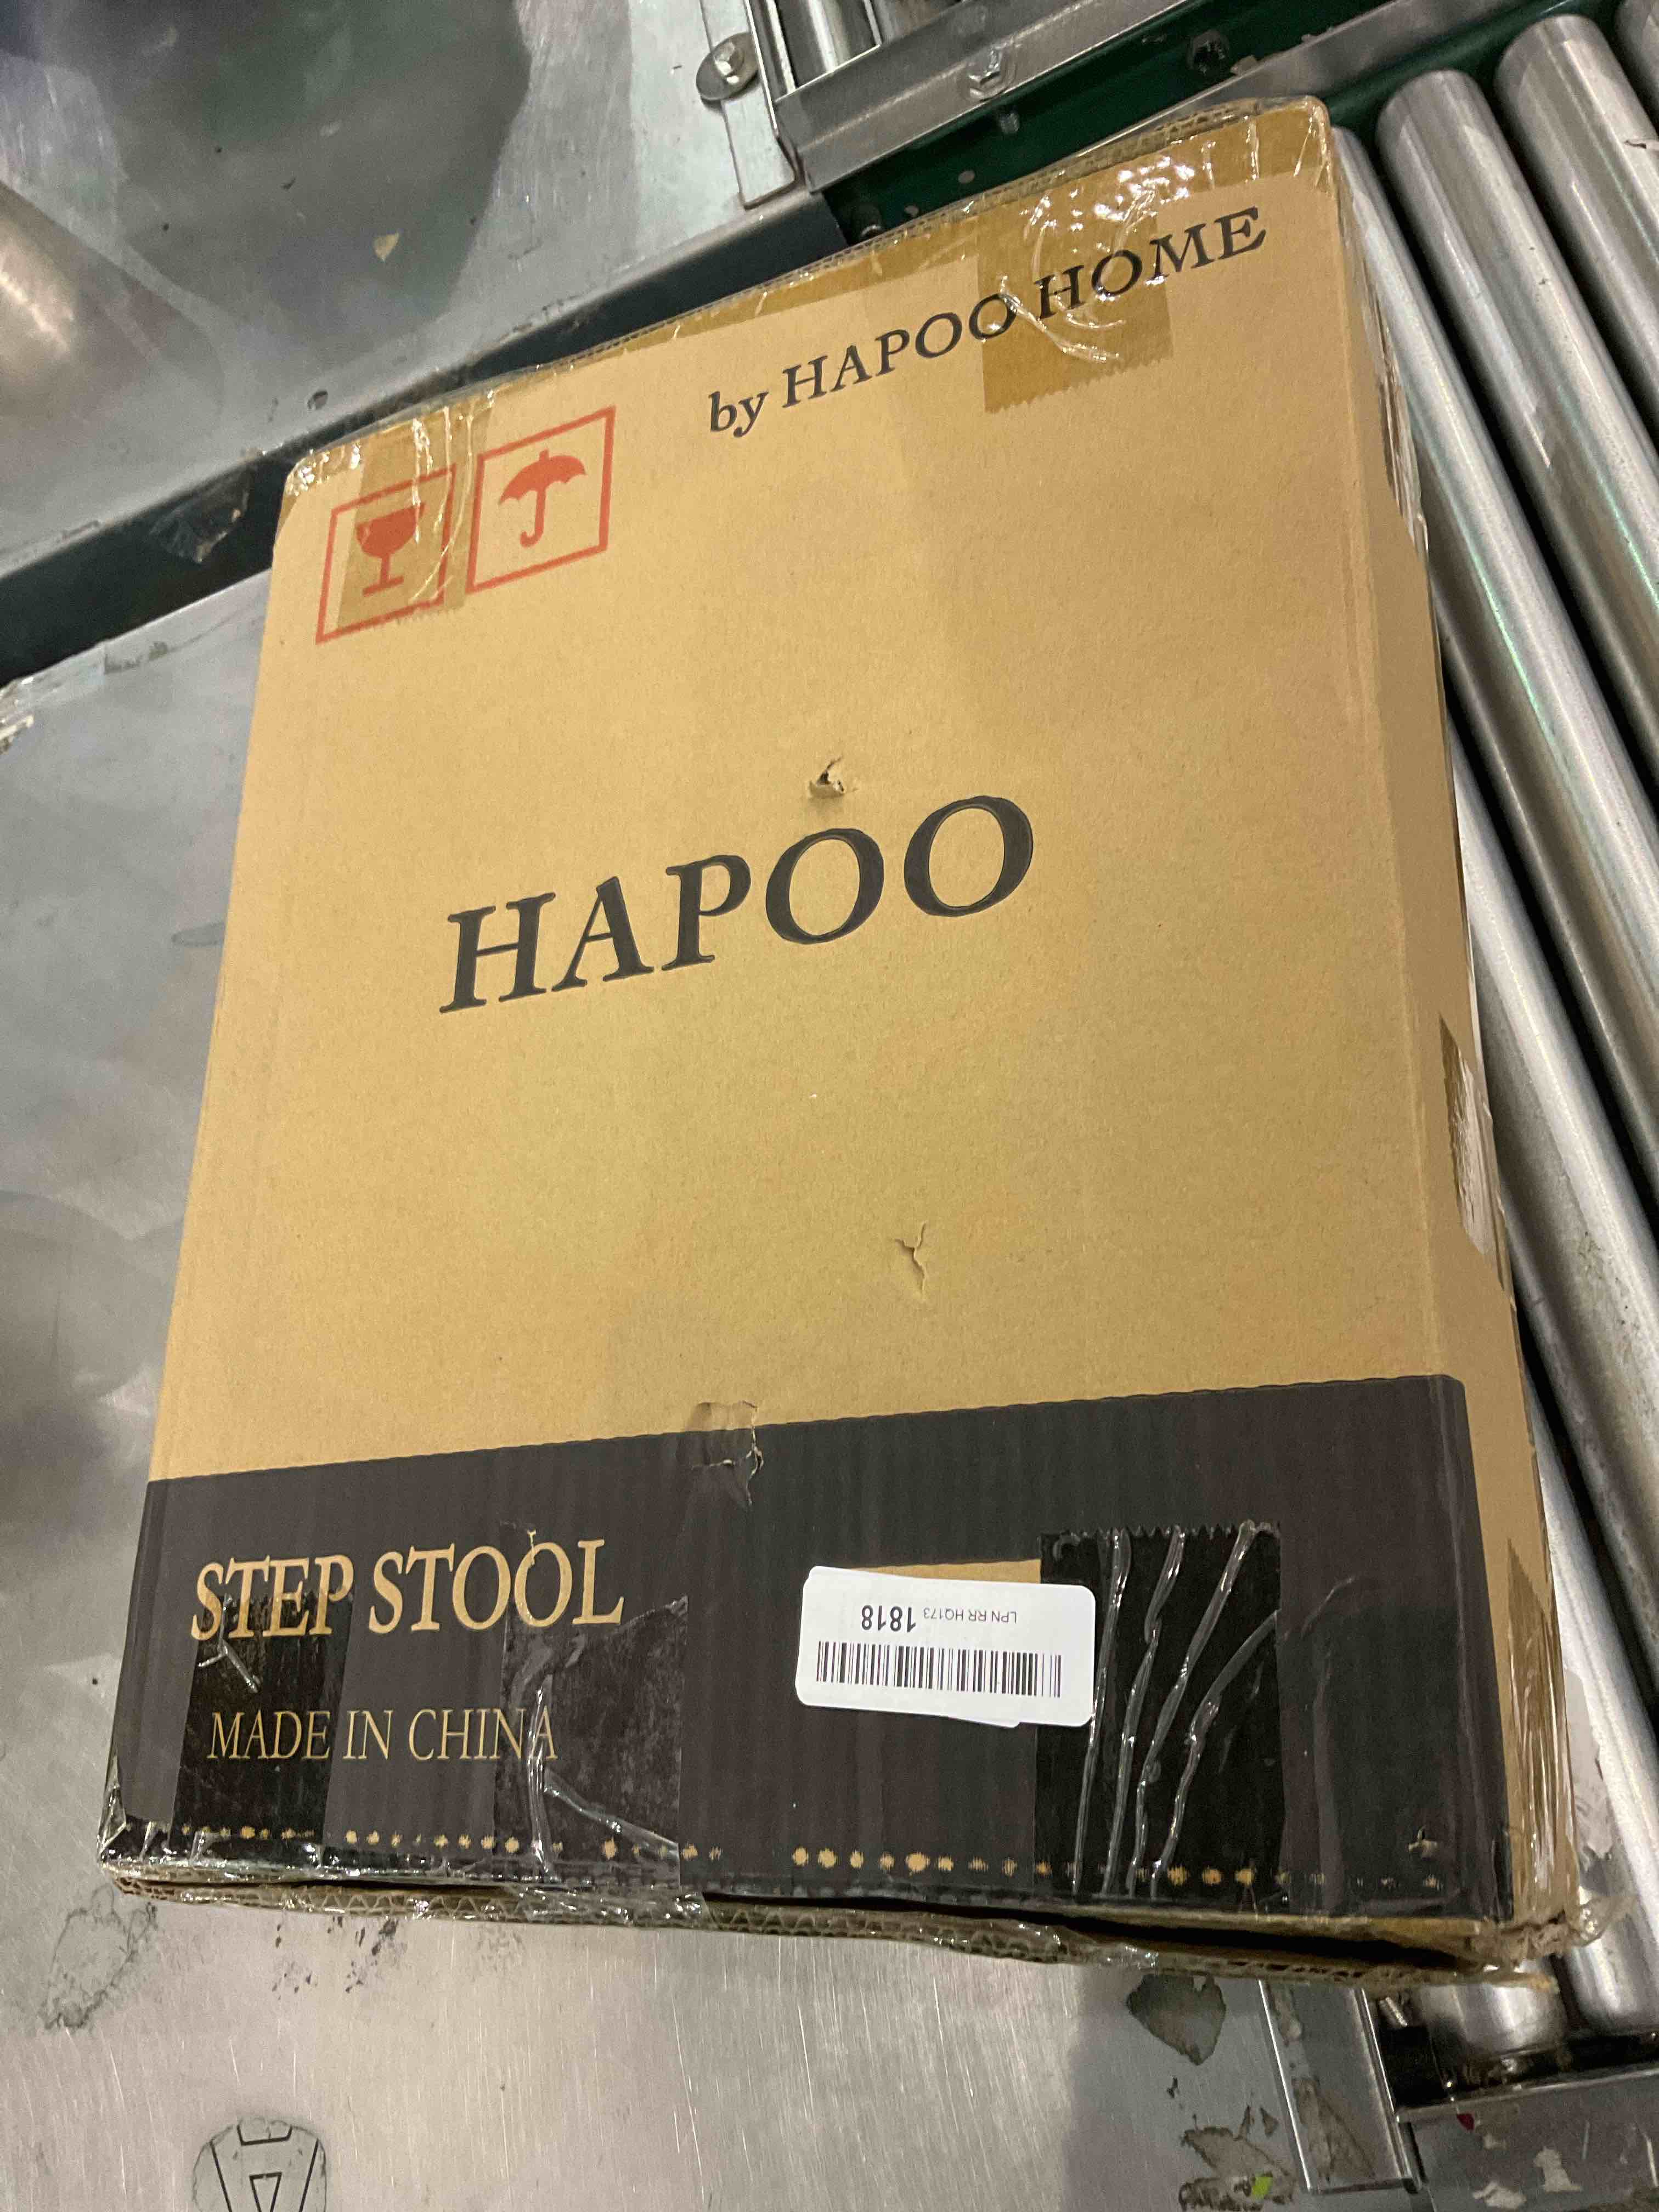 by HAPOO HOME
HAPOO
STEP STOOL
MADE IN CHINA
LPN RR HQ173 1818